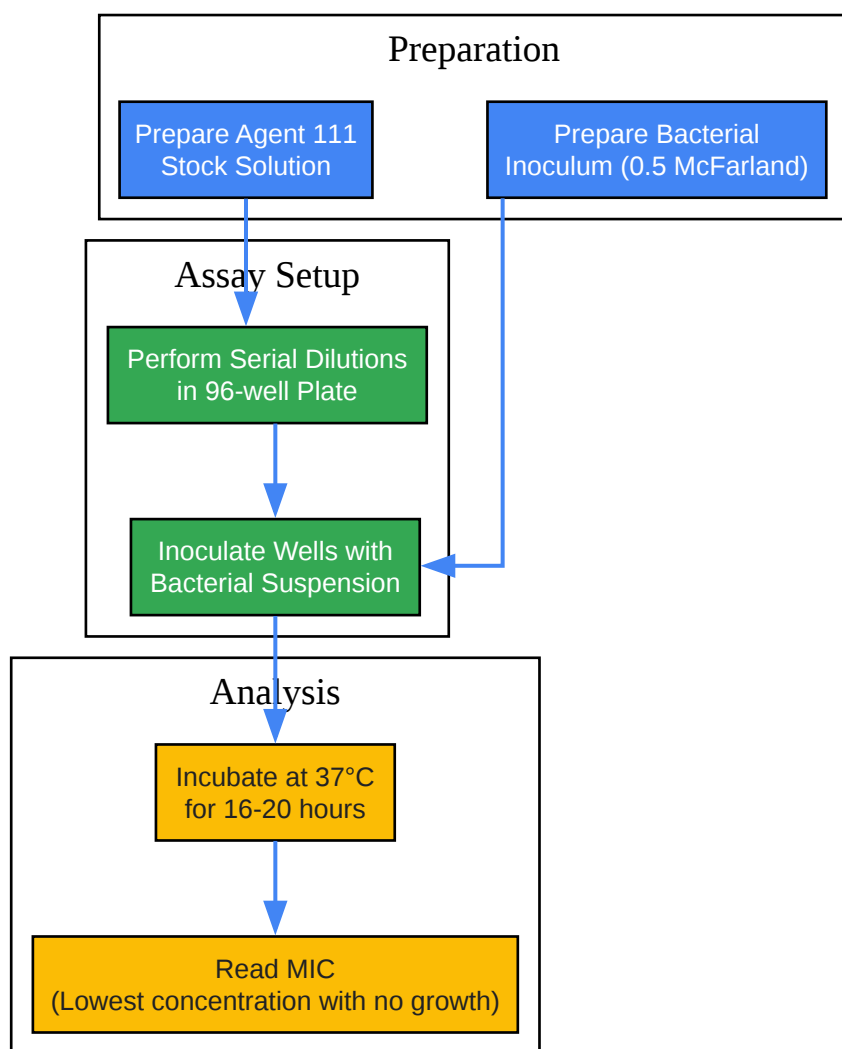 Preparation
Prepare Agent 111
Stock Solution
Prepare Bacterial
Inoculum (0.5 McFarland)
Assay Setup
Perform Serial Dilutions
in 96-well Plate
Inoculate Wells with
Bacterial Suspension
Analysis
Incubate at 37°C
for 16-20 hours
Read MIC
(Lowest concentration with no growth)